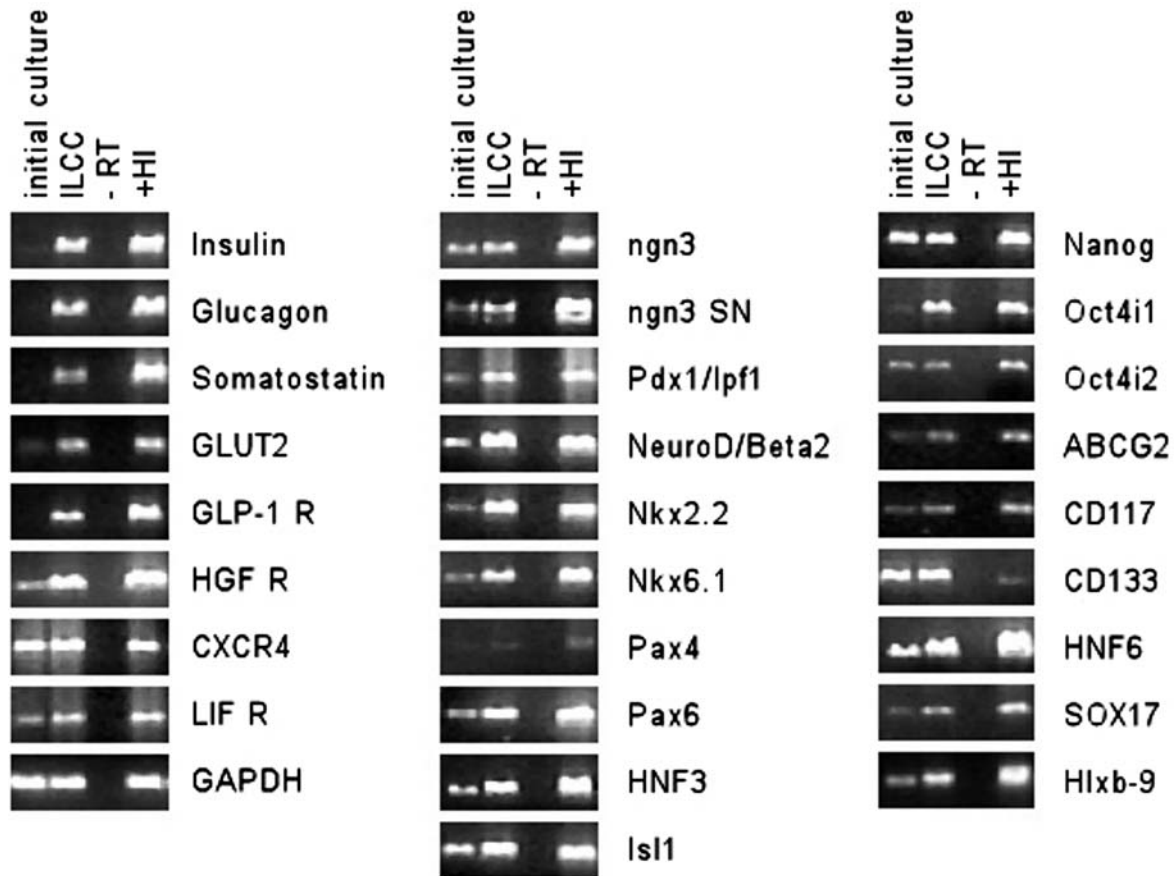 initial culture
ILCC
- RT
+HI
Insulin
Glucagon
Somatostatin
GLUT2
GLP-1 R
HGF R
CXCR4
LIF R
GAPDH
initial culture
ILCC
- RT
+HI
ngn3
ngn3 SN
Pdx1/Ipf1
NeuroD/Beta2
Nkx2.2
Nkx6.1
Pax4
Pax6
HNF3
Isl1
initial culture
ILCC
- RT
+HI
Nanog
Oct4i1
Oct4i2
ABCG2
CD117
CD133
HNF6
SOX17
Hlxb-9